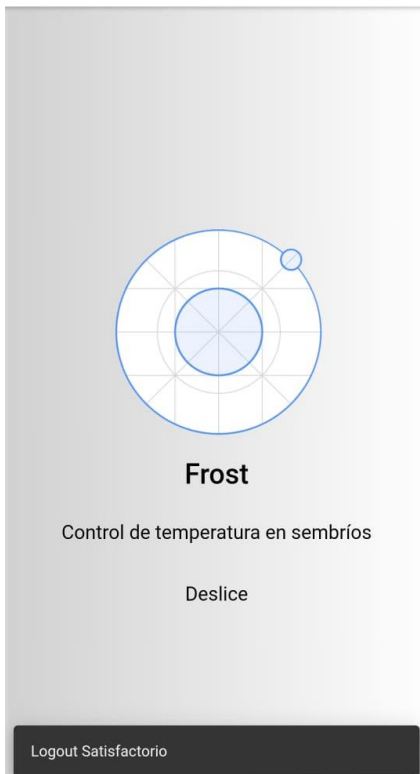 Frost
Control de temperatura en sembríos
Deslice
Logout Satisfactorio